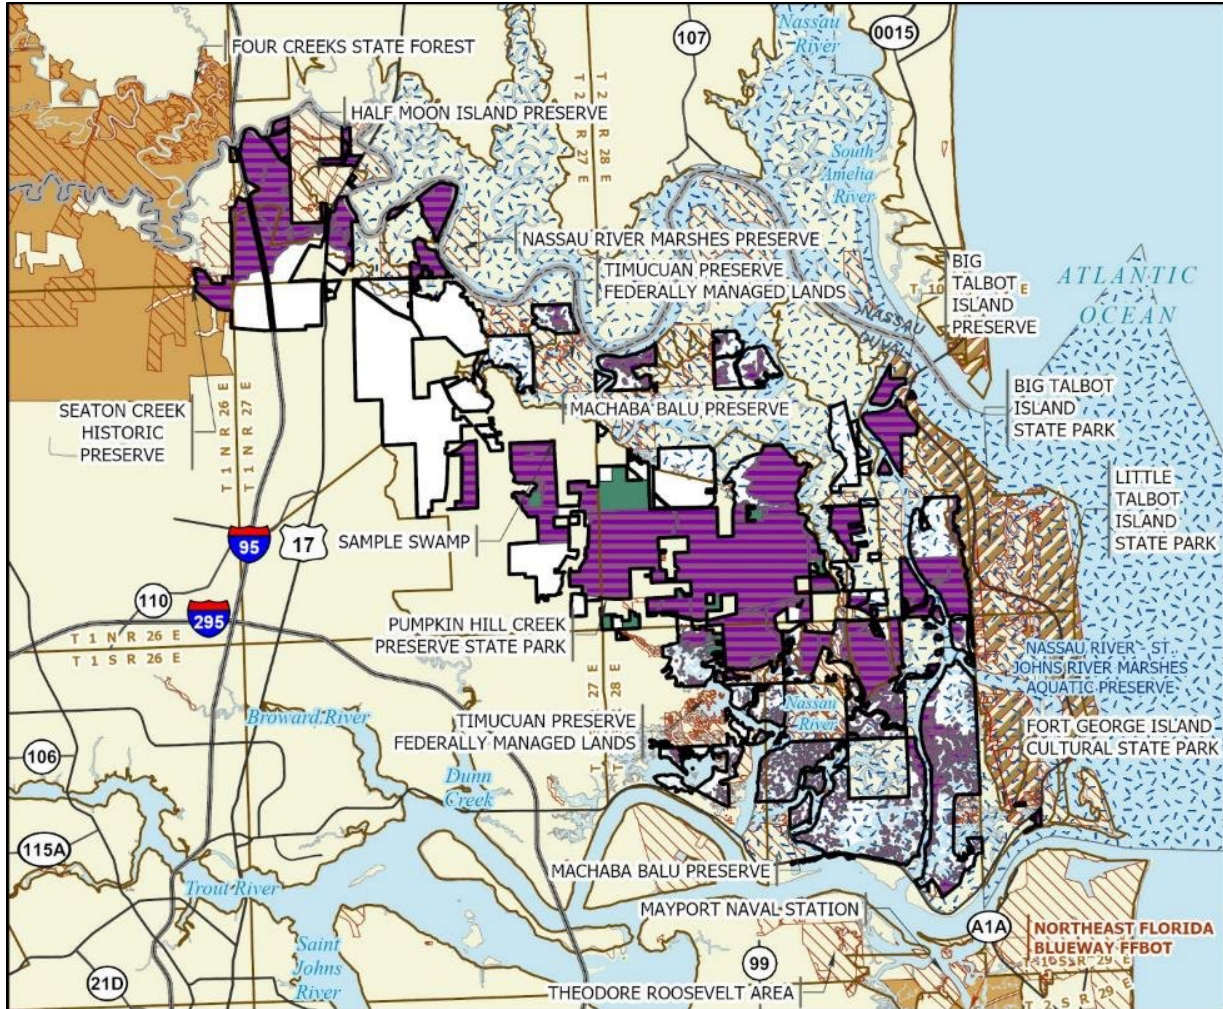 Nassau
River
107
0015
FOUR CREEKS STATE FOREST
HALF MOON ISLAND PRESERVE
T 2 N R 27 E
T 2 N R 28 E
South
Amelia
River
NASSAU RIVER MARSHES PRESERVE
TIMUCUAN PRESERVE
FEDERALLY MANAGED LANDS
BIG
TALBOT
ISLAND
PRESERVE
ATLANTIC
OCEAN
NASSAU
DUVAL
SEATON CREEK
HISTORIC
PRESERVE
T 1 N R 26 E
T 1 N R 27 E
MACHABA BALU PRESERVE
BIG TALBOT
ISLAND
STATE PARK
LITTLE
TALBOT
ISLAND
STATE PARK
95
17
SAMPLE SWAMP
110
295
T 1 N R 26 E
T 1 S R 26 E
PUMPKIN HILL CREEK
PRESERVE STATE PARK
NASSAU RIVER - ST.
JOHNS RIVER MARSHES
AQUATIC PRESERVE
Broward River
TIMUCUAN PRESERVE
FEDERALLY MANAGED LANDS
27 E
28 E
Nassau
River
FORT GEORGE ISLAND
CULTURAL STATE PARK
106
Dunn
Creek
115A
Trout River
MACHABA BALU PRESERVE
MAYPORT NAVAL STATION
A1A
NORTHEAST FLORIDA
BLUEWAY FFBOT
Saint
Johns
River
21D
99
THEODORE ROOSEVELT AREA
T 2 S R 29 E